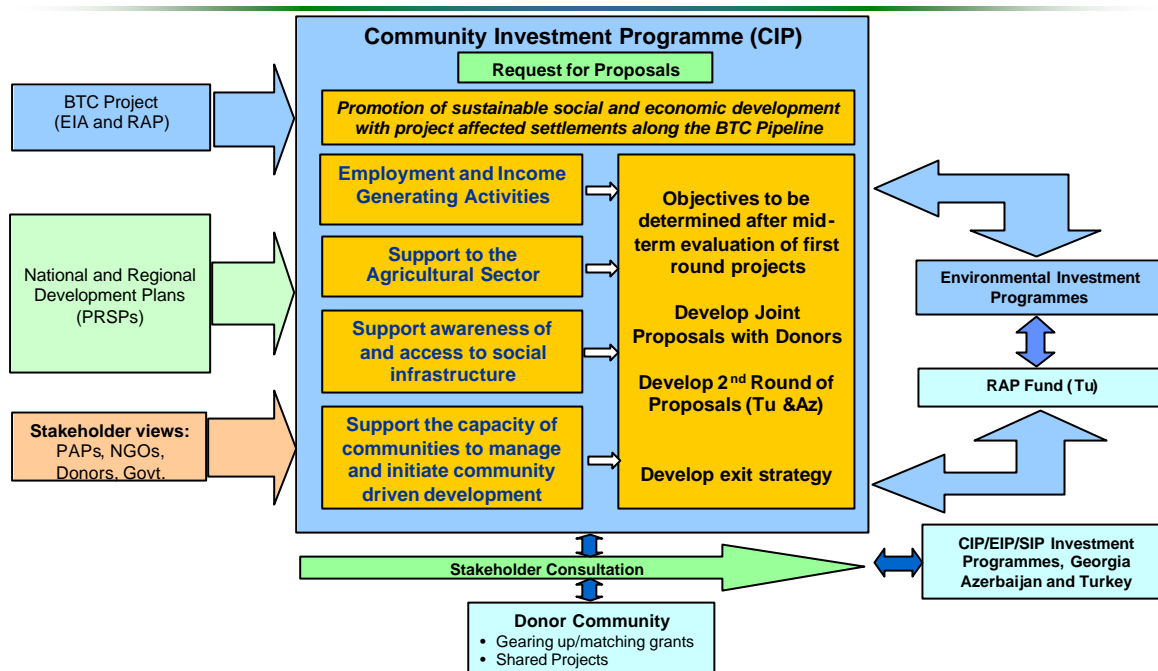 Community Investment Programme (CIP)
Request for Proposals
BTC Project
(EIA and RAP)
Promotion of sustainable social and economic development
with project affected settlements along the BTC Pipeline
Employment and Income
Generating Activities
Support to the
Agricultural Sector
Support awareness of
and access to social
infrastructure
Support the capacity of
communities to manage
and initiate community
driven development
Objectives to be
determined after mid-
term evaluation of first
round projects
Develop Joint
Proposals with Donors
Develop 2nd Round of
Proposals (Tu &Az)
Develop exit strategy
National and Regional
Development Plans
(PRSPs)
Stakeholder views:
PAPs, NGOs,
Donors, Govt.
Environmental Investment
Programmes
RAP Fund (Tu)
CIP/EIP/SIP Investment
Programmes, Georgia
Azerbaijan and Turkey
Stakeholder Consultation
Donor Community
• Gearing up/matching grants
• Shared Projects